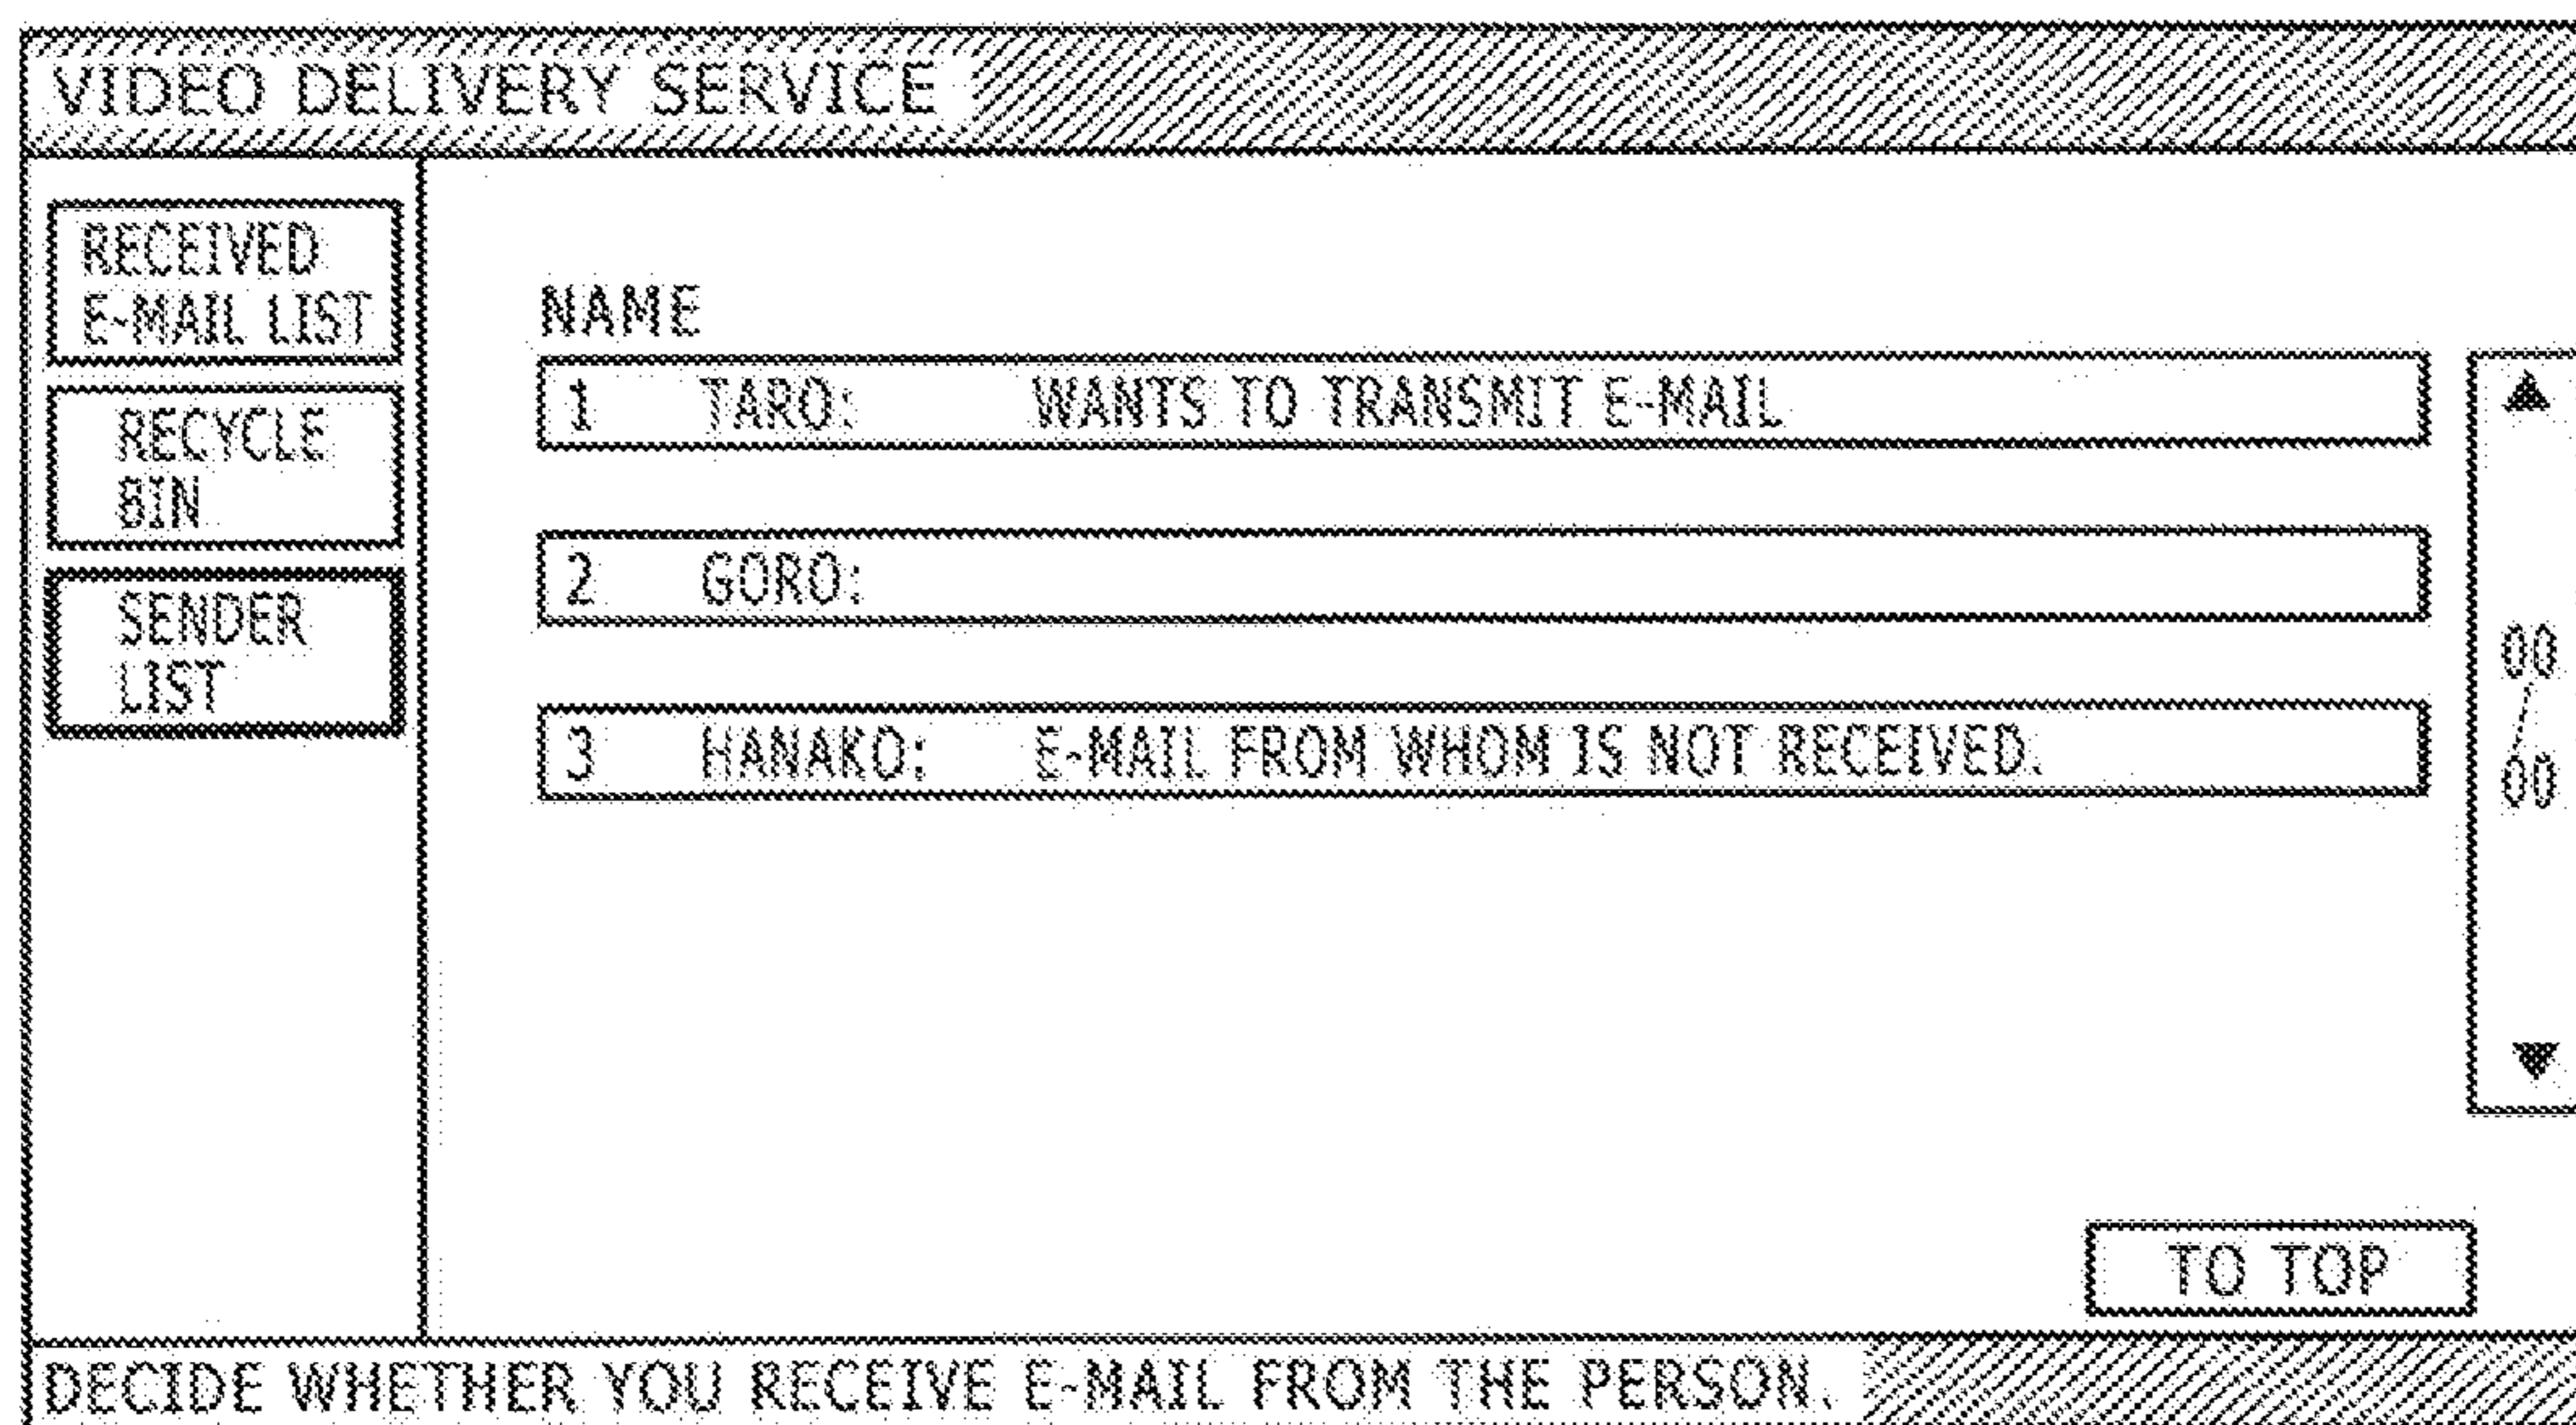 VIDEO DELIVERY SERVICE
RECEIVED
E-MAIL LIST
RECYCLE
BIN
SENDER
LIST
NAME
1 TARO: WANTS TO TRANSMIT E-MAIL
2 GORO:
3 HANAKO: E-MAIL FROM WHOM IS NOT RECEIVED.
▲
00
/
00
▼
TO TOP
DECIDE WHETHER YOU RECEIVE E-MAIL FROM THE PERSON.